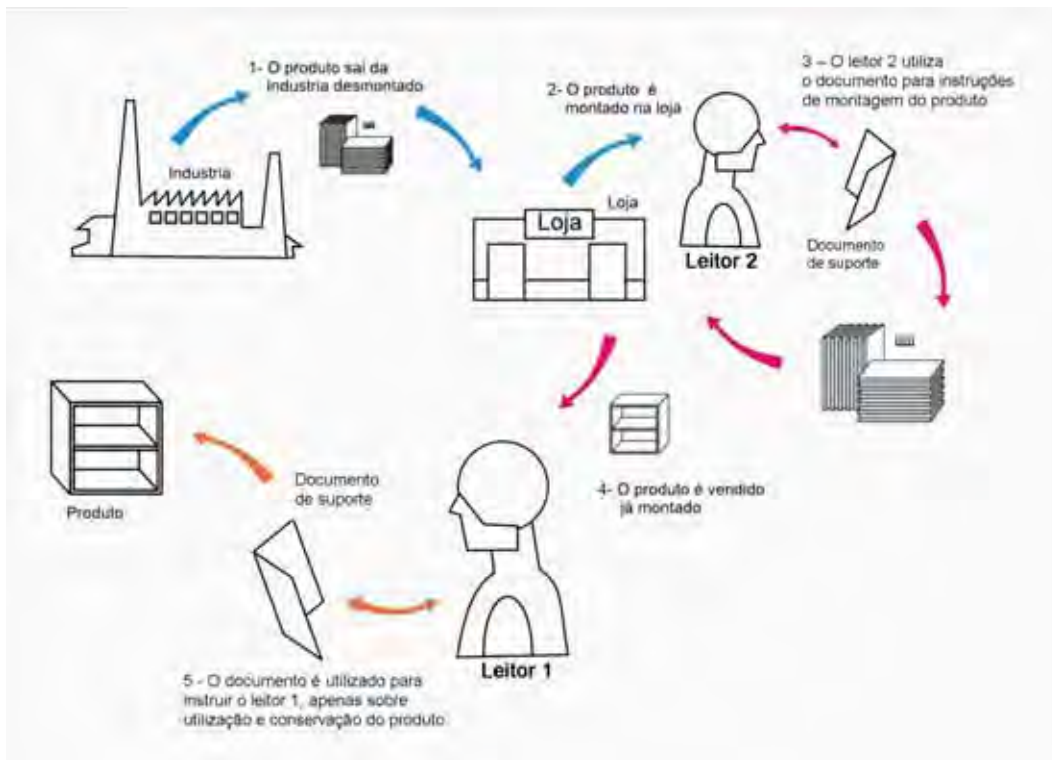 1- O produto sai da
industria desmontado
Industria
2- O produto é
montado na loja
Loja
Loja
Leitor 2
3 – O leitor 2 utiliza
o documento para instruções
de montagem do produto
Documento
de suporte
4- O produto é vendido
já montado
Produto
Documento
de suporte
Leitor 1
5 - O documento é utilizado para
instruir o leitor 1, apenas sobre
utilização e conservação do produto